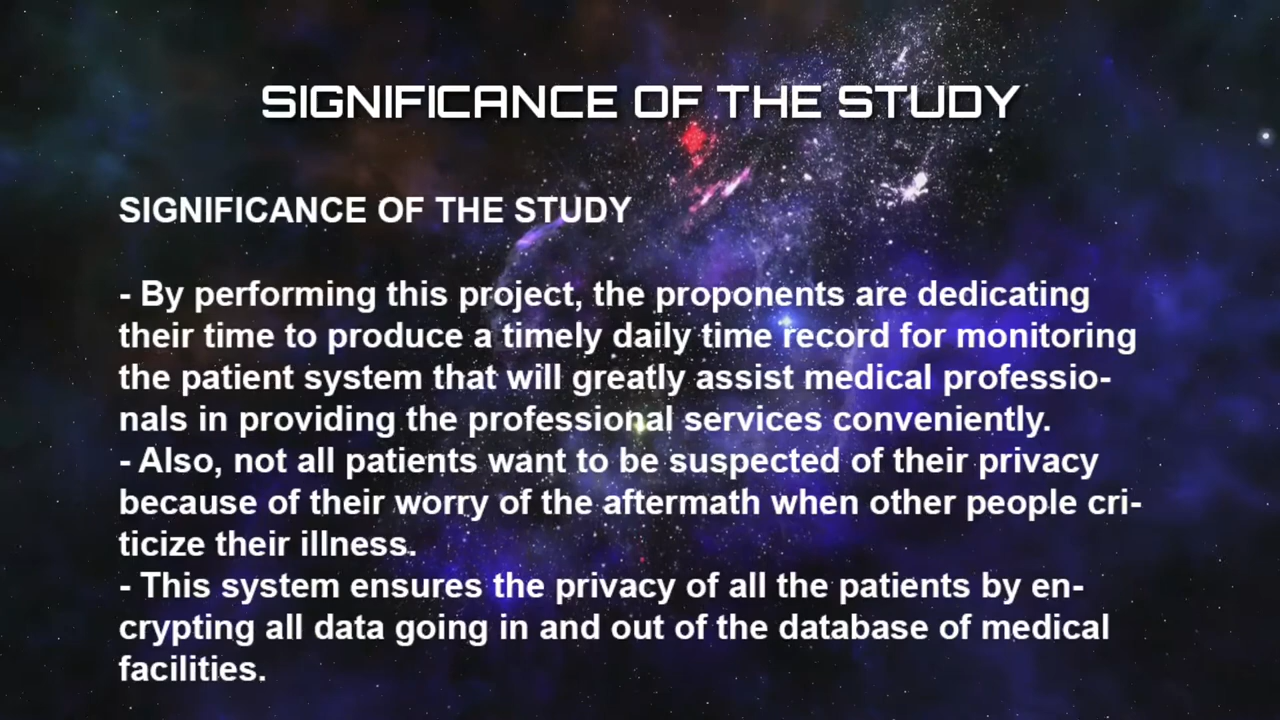 SIGNIFICANCE OF THE STUDY
SIGNIFICANCE OF THE STUDY
- By performing this project, the proponents are dedicating
their time to produce a timely daily time record for monitoring
the patient system that will greatly assist medical professio-
nals in providing the professional services conveniently.
- Also, not all patients want to be suspected of their privacy
because of their worry of the aftermath when other people cri-
ticize their illness.
- This system ensures the privacy of all the patients by en-
crypting all data going in and out of the database of medical
facilities.